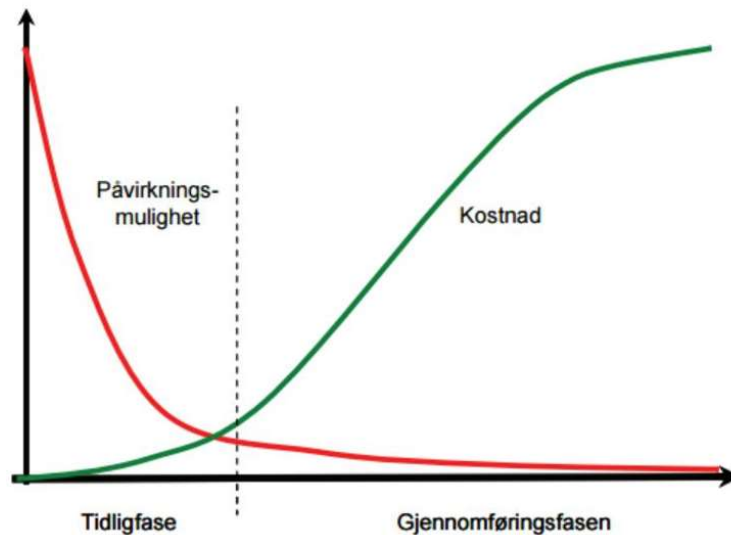 Påvirknings-
mulighet
Kostnad
Tidligfase
Gjennomføringsfasen